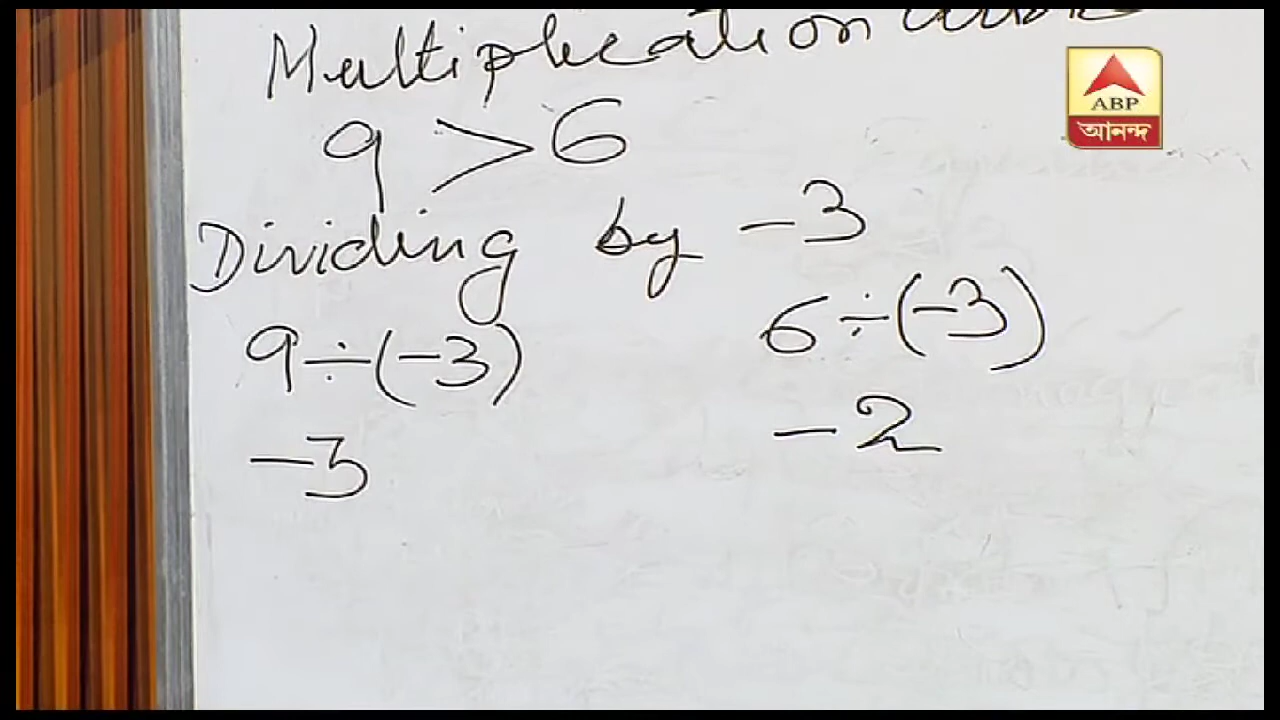 Multiplication
9 > 6
Dividing by -3
9 ÷ (-3) 6 ÷ (-3)
-3 -2
ABP
আনন্দ